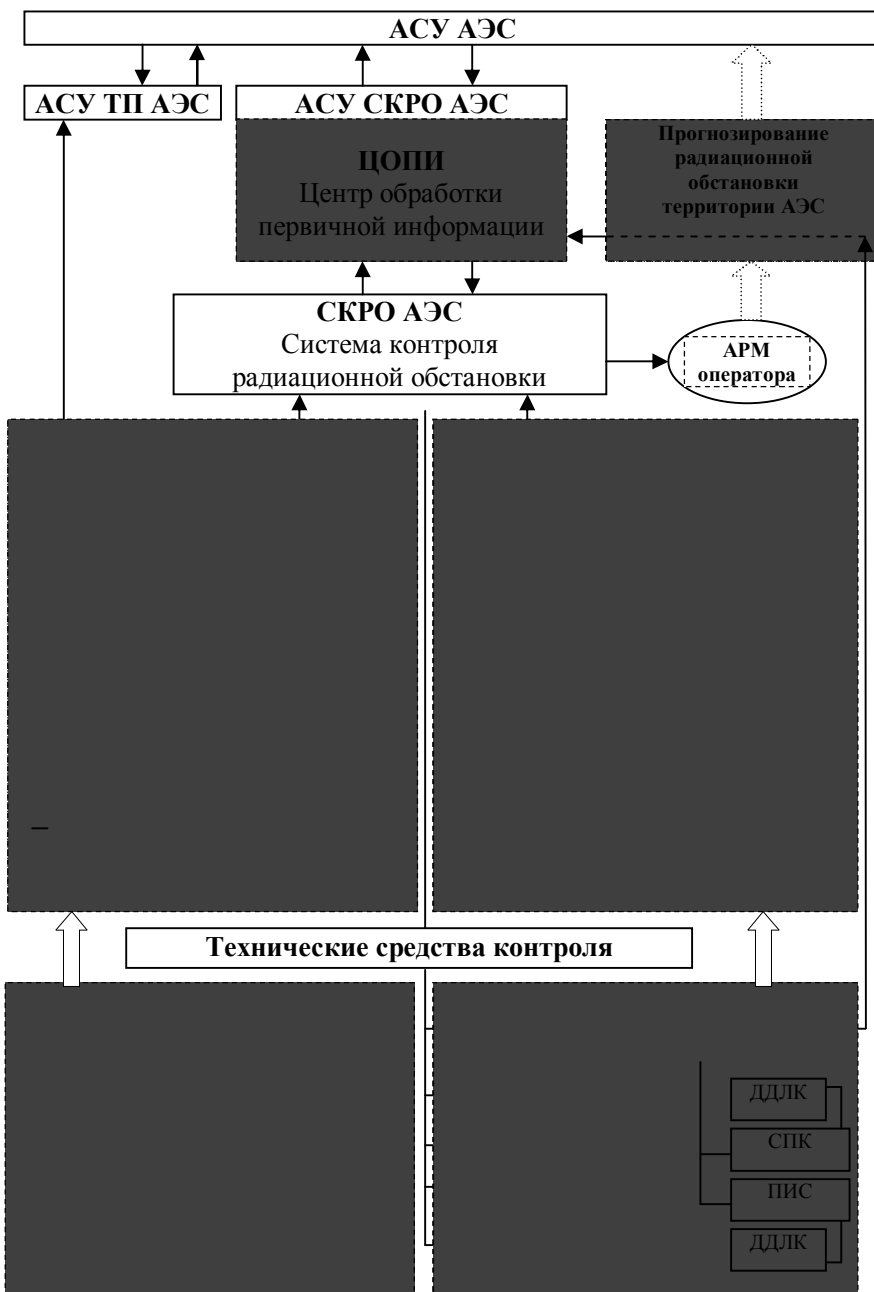 АСУ АЭС
АСУ ТП АЭС
АСУ СКРО АЭС
ЦОПИ
Центр обработки
первичной информации
Прогнозирование
радиационной
обстановки
территории АЭС
СКРО АЭС
Система контроля
радиационной обстановки
АРМ
оператора
Технические средства контроля
ДДЛК
СПК
ПИС
ДДЛК